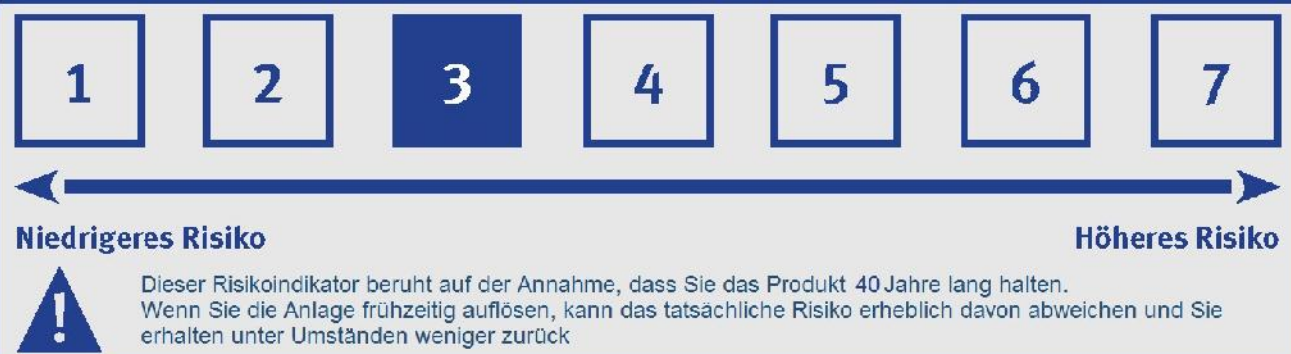 1 2 3 4 5 6 7
Niedrigeres Risiko Höheres Risiko
!
Dieser Risikoindikator beruht auf der Annahme, dass Sie das Produkt 40 Jahre lang halten.
Wenn Sie die Anlage frühzeitig auflösen, kann das tatsächliche Risiko erheblich davon abweichen und Sie
erhalten unter Umständen weniger zurück